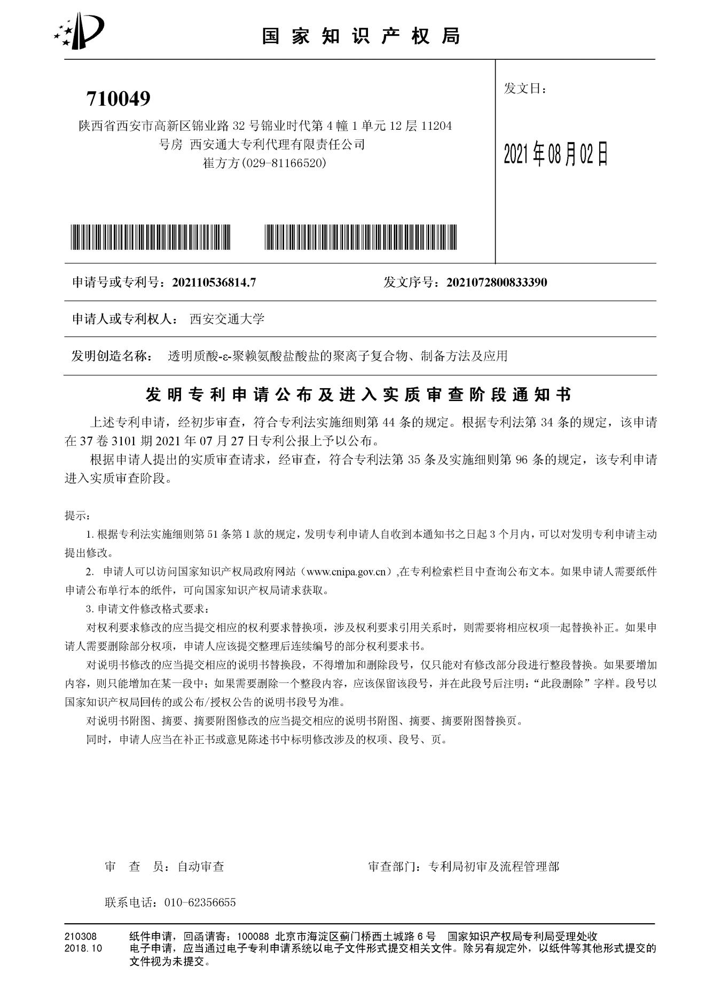 国家知识产权局
710049
陕西省西安市高新区锦业路 32 号锦业时代第 4 幢 1 单元 12 层 11204
号房 西安通大专利代理有限责任公司
崔方方(029-81166520)
发文日：
2021 年 08 月 02 日
申请号或专利号：202110536814.7 发文序号：2021072800833390
申请人或专利权人： 西安交通大学
发明创造名称： 透明质酸-ε-聚赖氨酸盐酸盐的聚离子复合物、制备方法及应用
发明专利申请公布及进入实质审查阶段通知书
上述专利申请，经初步审查，符合专利法实施细则第 44 条的规定。根据专利法第 34 条的规定，该申请
在 37 卷 3101 期 2021 年 07 月 27 日专利公报上予以公布。
根据申请人提出的实质审查请求，经审查，符合专利法第 35 条及实施细则第 96 条的规定，该专利申请
进入实质审查阶段。
提示：
1. 根据专利法实施细则第 51 条第 1 款的规定，发明专利申请人自收到本通知书之日起 3 个月内，可以对发明专利申请主动
提出修改。
2. 申请人可以访问国家知识产权局政府网站（www.cnipa.gov.cn）,在专利检索栏目中查询公布文本。如果申请人需要纸件
申请公布单行本的纸件，可向国家知识产权局请求获取。
3. 申请文件修改格式要求：
对权利要求修改的应当提交相应的权利要求替换项，涉及权利要求引用关系时，则需要将相应权项一起替换补正。如果申
请人需要删除部分权项，申请人应该提交整理后连续编号的部分权利要求书。
对说明书修改的应当提交相应的说明书替换段，不得增加和删除段号，仅只能对有修改部分段进行整段替换。如果要增加
内容，则只能增加在某一段中；如果需要删除一个整段内容，应该保留该段号，并在此段号后注明：“此段删除”字样。段号以
国家知识产权局回传的或公布/授权公告的说明书段号为准。
对说明书附图、摘要、摘要附图修改的应当提交相应的说明书附图、摘要、摘要附图替换页。
同时，申请人应当在补正书或意见陈述书中标明修改涉及的权项、段号、页。
审 查 员：自动审查 审查部门：专利局初审及流程管理部
联系电话：010-62356655
210308 纸件申请，回函请寄：100088 北京市海淀区蓟门桥西土城路 6 号 国家知识产权局专利局受理处收
2018.10 电子申请，应当通过电子专利申请系统以电子文件形式提交相关文件。除另有规定外，以纸件等其他形式提交的
文件视为未提交。